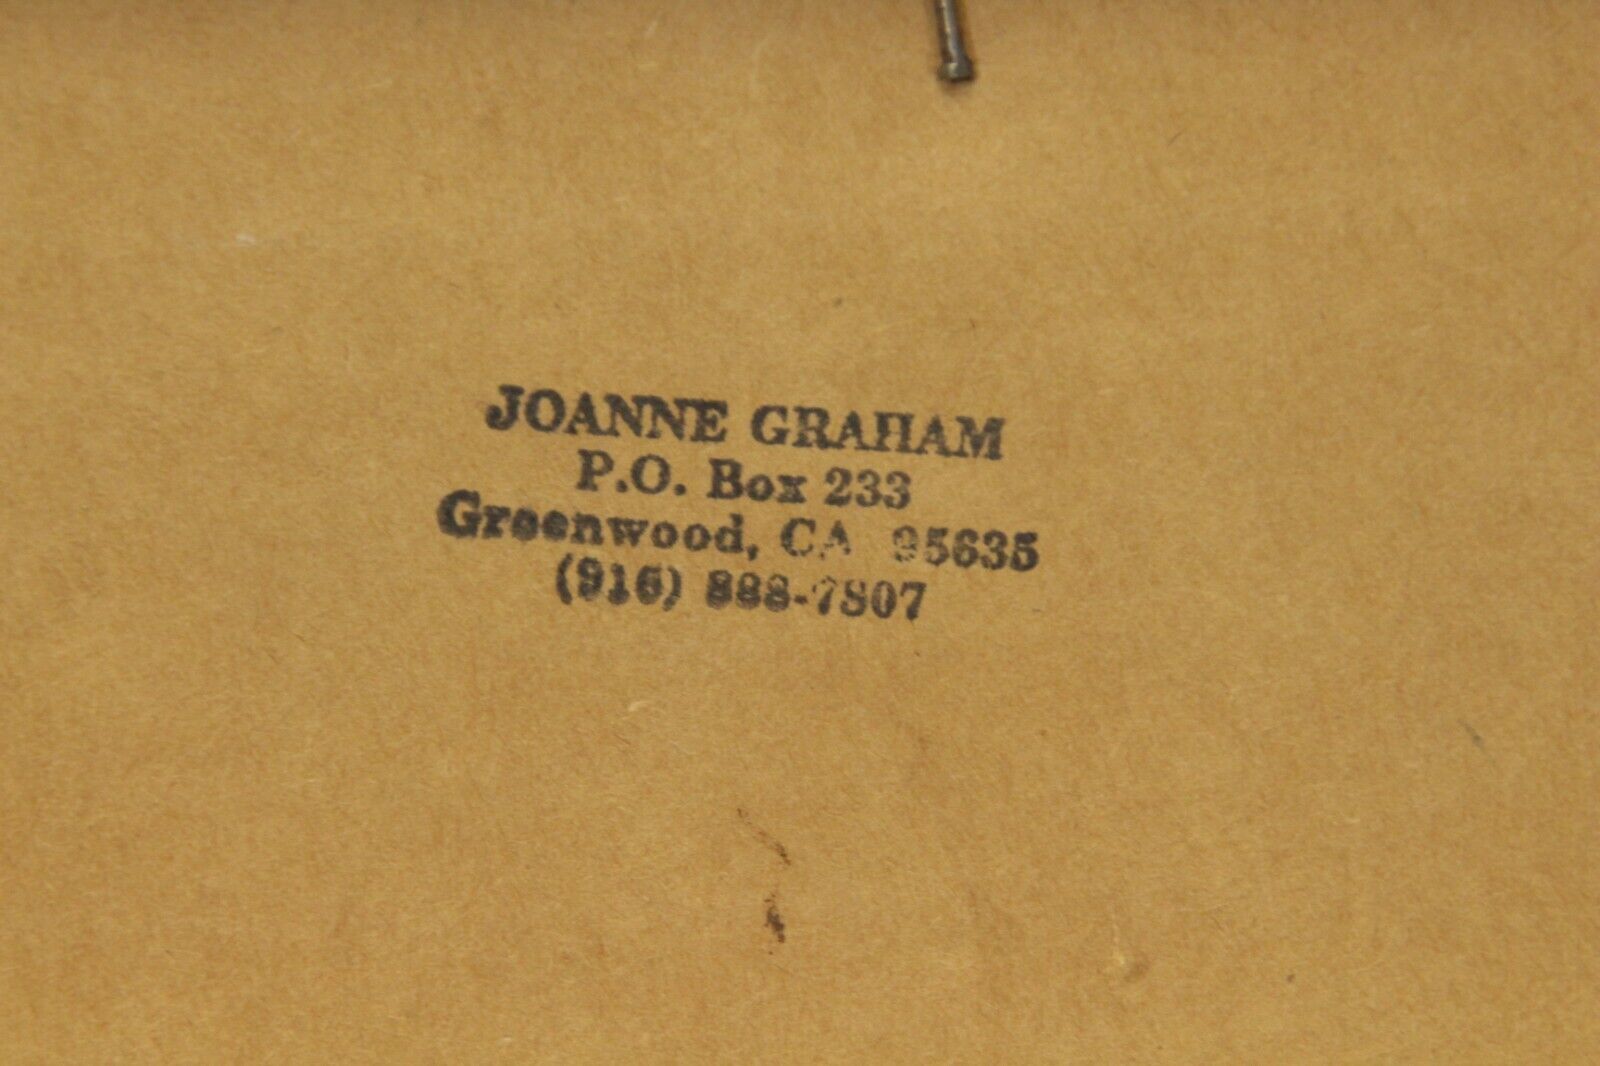 JOANNE GRAHAM
P.O. Box 233
Greenwood, CA 95635
(916) 888-7807